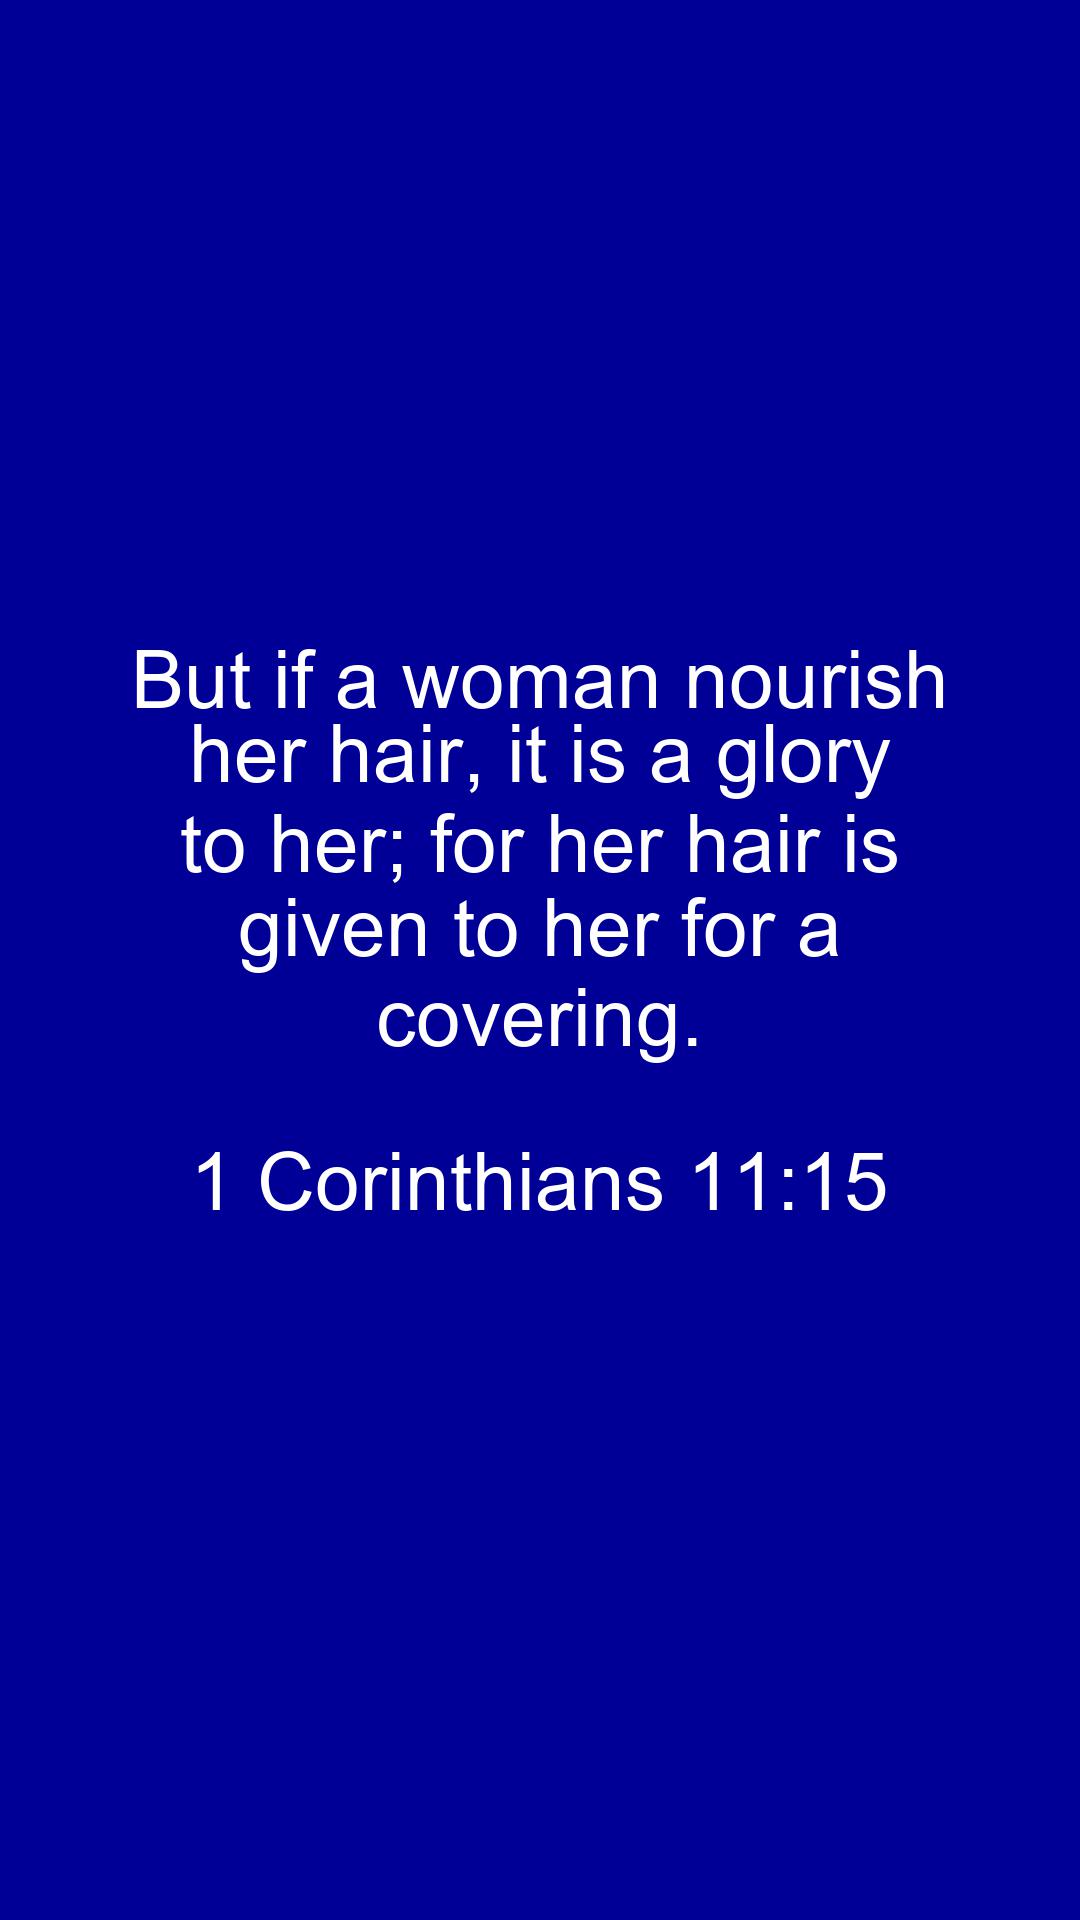 But if a woman nourish
her hair, it is a glory
to her; for her hair is
given to her for a
covering.
1 Corinthians 11:15